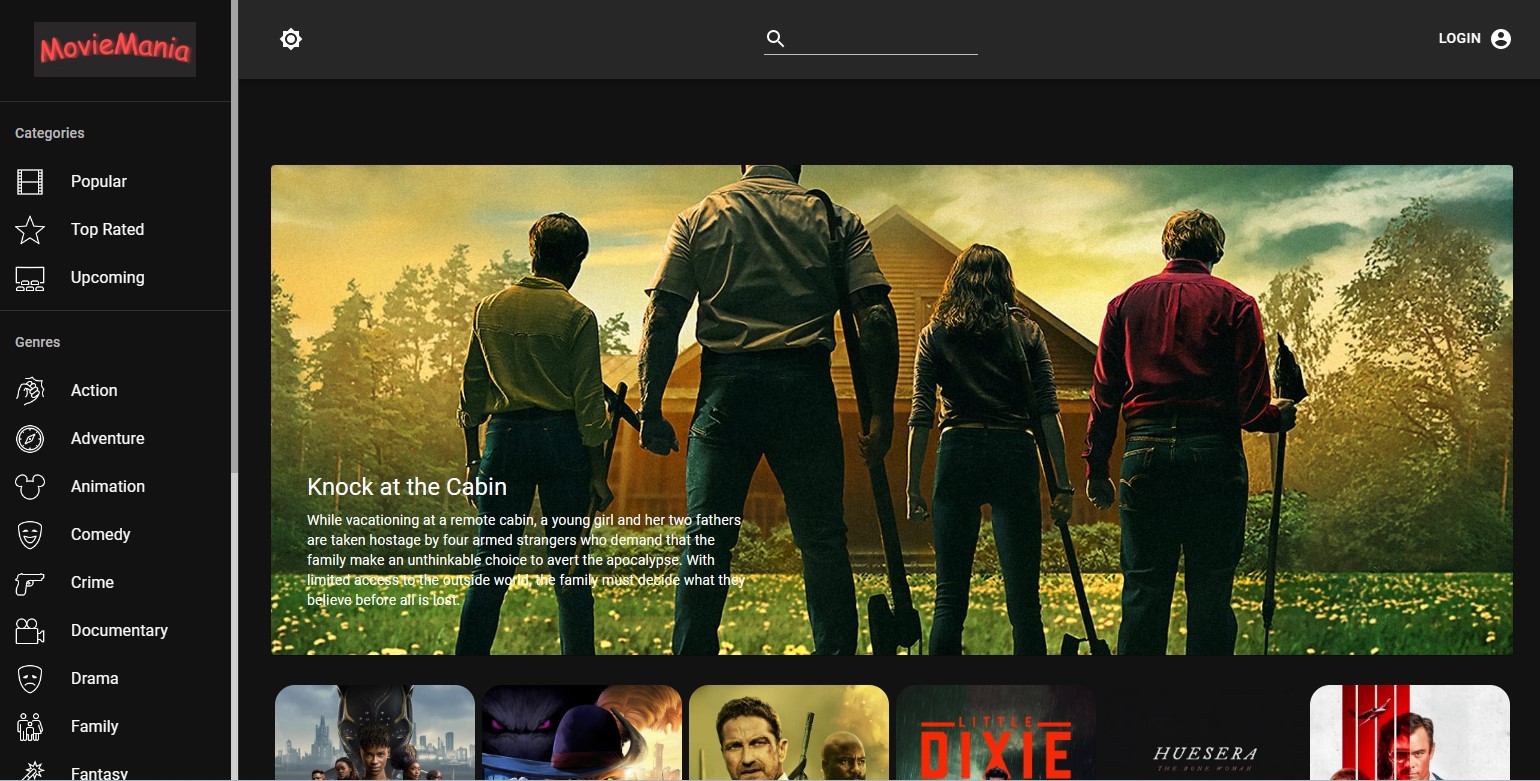 MovieMania
LOGIN
Categories
Popular
Top Rated
Upcoming
Genres
Action
Adventure
Animation
Comedy
Crime
Documentary
Drama
Family
Fantasy
Knock at the Cabin
While vacationing at a remote cabin, a young girl and her two fathers
are taken hostage by four armed strangers who demand that the
family make an unthinkable choice to avert the apocalypse. With
limited access to the outside world, the family must decide what they
believe before all is lost.
LITTLE
DIXIE
HUESERA
THE BONE WOMAN